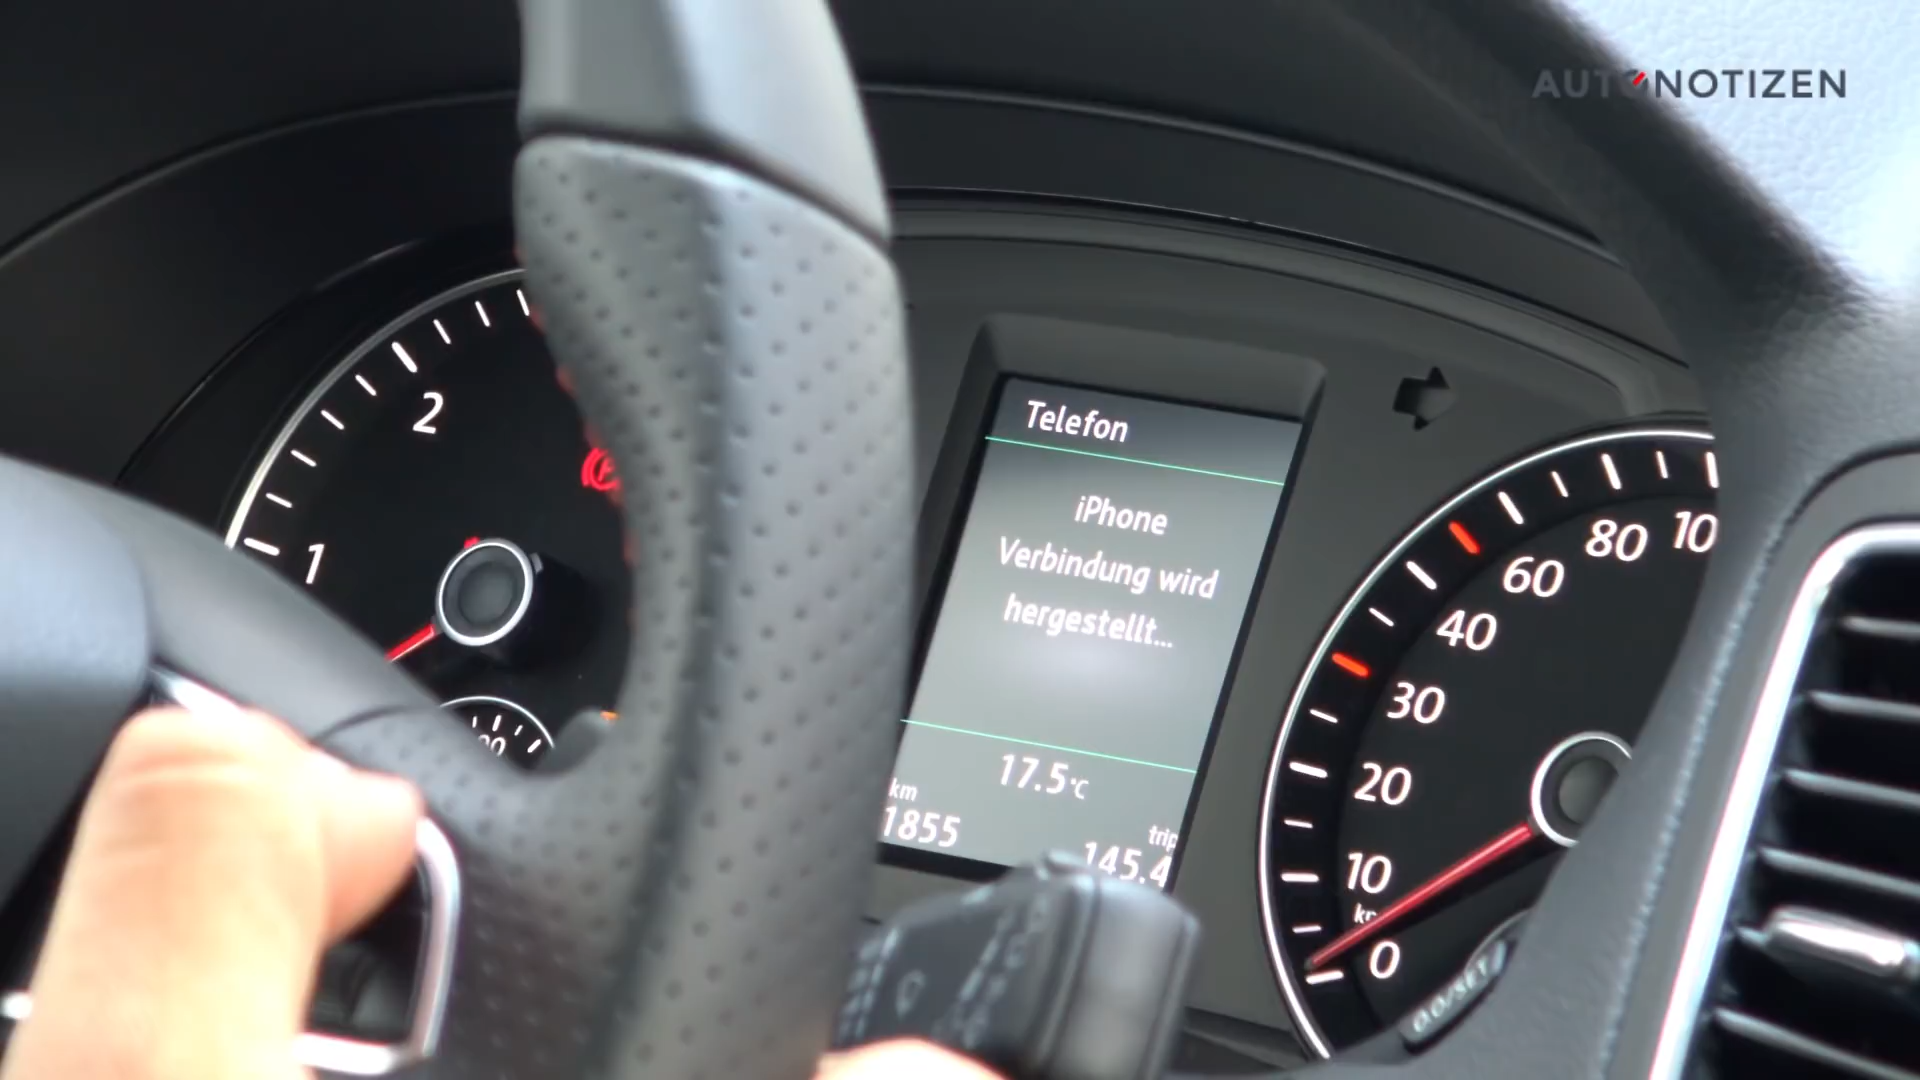 AUTONOTIZEN
Telefon
iPhone
Verbindung wird
hergestellt...
17.5°C
km
1855
trip
145.4
1
2
0
10
20
30
40
60
80